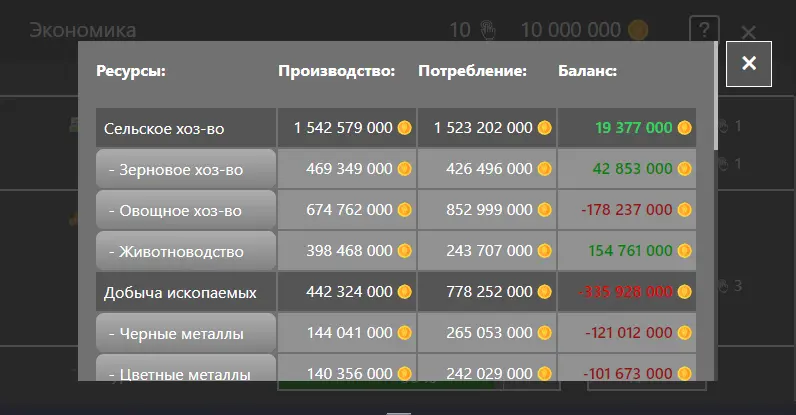 Экономика 10 10 000 000 ? ×
×
Ресурсы: Производство: Потребление: Баланс:
Сельское хоз-во 1 542 579 000 1 523 202 000 19 377 000
- Зерновое хоз-во 469 349 000 426 496 000 42 853 000
- Овощное хоз-во 674 762 000 852 999 000 -178 237 000
- Животноводство 398 468 000 243 707 000 154 761 000
Добыча ископаемых 442 324 000 778 252 000 -335 928 000
- Черные металлы 144 041 000 265 053 000 -121 012 000
- Цветные металлы 140 356 000 242 029 000 -101 673 000
1
1
3